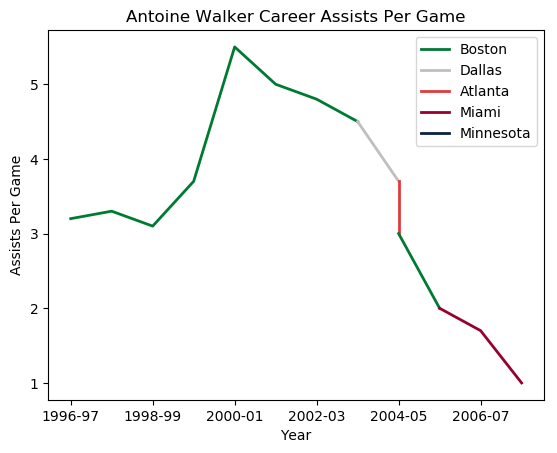 Antoine Walker Career Assists Per Game
Boston
Dallas
Atlanta
Miami
Minnesota
Assists Per Game
5
4
3
2
1
1996-97 1998-99 2000-01 2002-03 2004-05 2006-07
Year